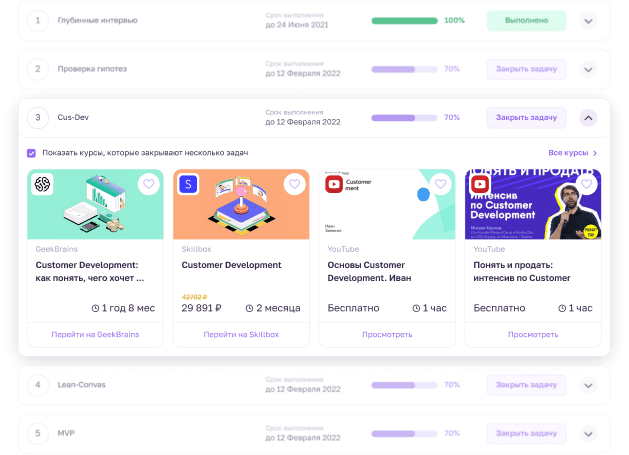 1
Глубинные интервью
Срок выполнения
до 24 Июня 2021
100%
Выполнено
2
Проверка гипотез
Срок выполнения
до 12 Февраля 2022
70%
Закрыть задачу
3
Cus-Dev
Срок выполнения
до 12 Февраля 2022
70%
Закрыть задачу
Показать курсы, которые закрывают несколько задач
Все курсы
GeekBrains
Customer Development:
как понять, чего хочет ...
1 год 8 мес
Перейти на GeekBrains
S
Skillbox
Customer Development
42702 ₽
29 891 ₽
2 месяца
Перейти на Skillbox
Customer
YouTube
Основы Customer
Development. Иван
Бесплатно
1 час
Просмотреть
ПОНЯТЬ И ПРОДАТЬ
Интенсив
по Customer
Development
YouTube
Понять и продать:
интенсив по Customer
Бесплатно
1 час
Просмотреть
4
Lean-Canvas
Срок выполнения
до 12 Февраля 2022
70%
Закрыть задачу
5
MVP
Срок выполнения
до 12 Февраля 2022
70%
Закрыть задачу